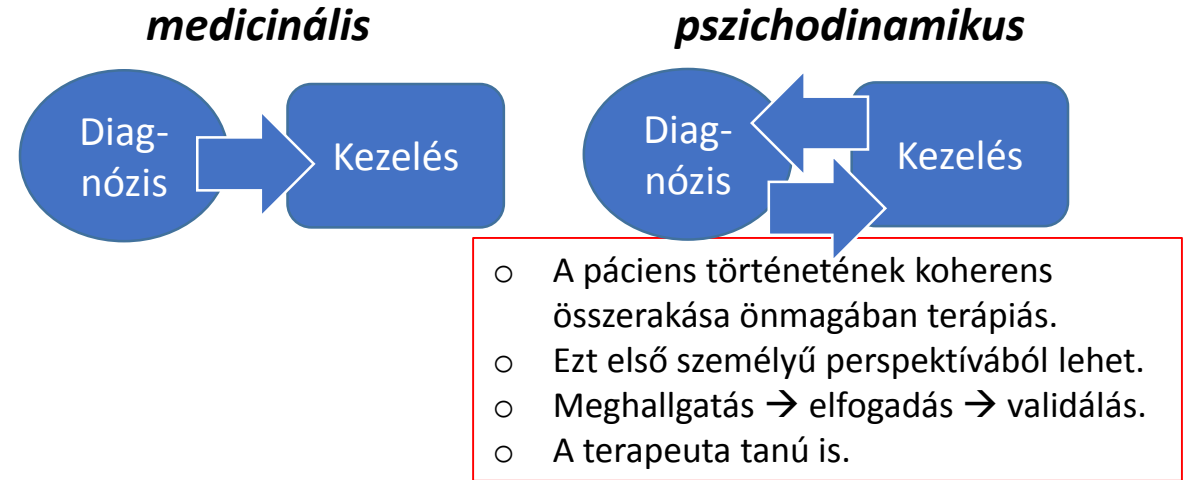 medicinális
pszichodinamikus
Diag-
nózis
Kezelés
Diag-
nózis
Kezelés
o A páciens történetének koherens
összerakása önmagában terápiás.
o Ezt első személyű perspektívából lehet.
o Meghallgatás → elfogadás → validálás.
o A terapeuta tanú is.